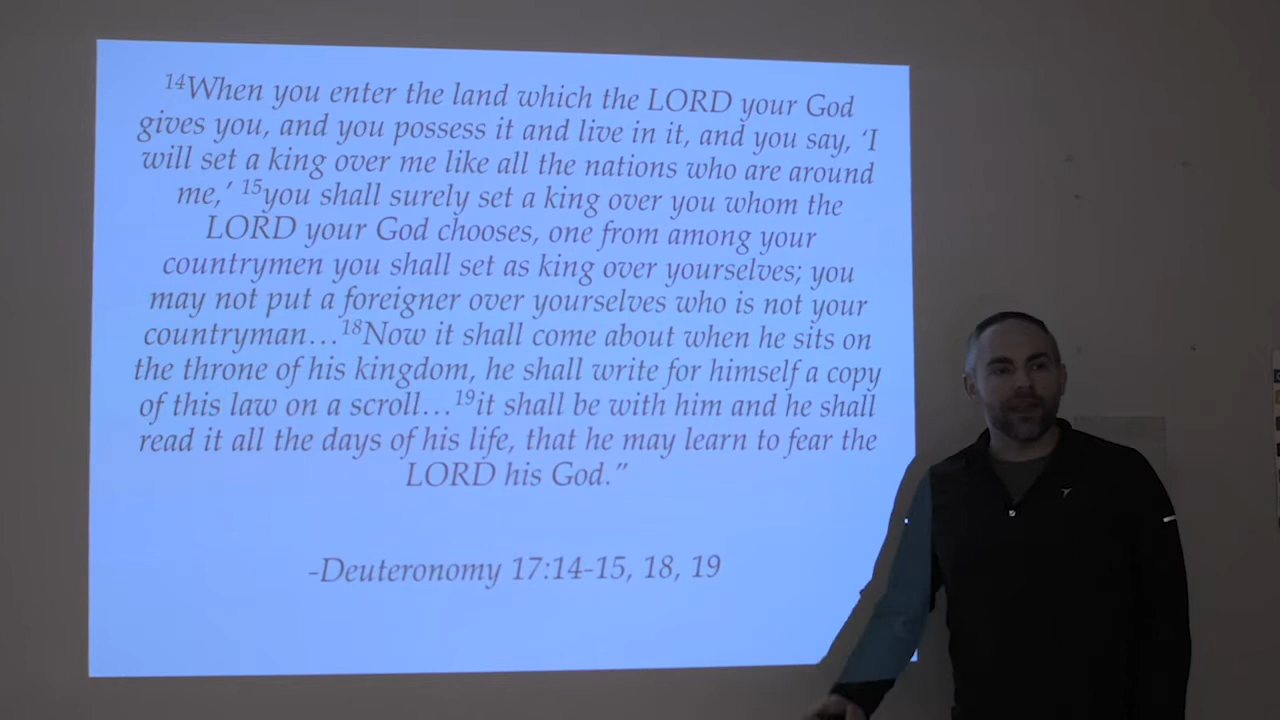 ¹⁴When you enter the land which the LORD your God
gives you, and you possess it and live in it, and you say, ‘I
will set a king over me like all the nations who are around
me,’ ¹⁵you shall surely set a king over you whom the
LORD your God chooses, one from among your
countrymen you shall set as king over yourselves; you
may not put a foreigner over yourselves who is not your
countryman…¹⁸Now it shall come about when he sits on
the throne of his kingdom, he shall write for himself a copy
of this law on a scroll…¹⁹it shall be with him and he shall
read it all the days of his life, that he may learn to fear the
LORD his God.”
-Deuteronomy 17:14-15, 18, 19